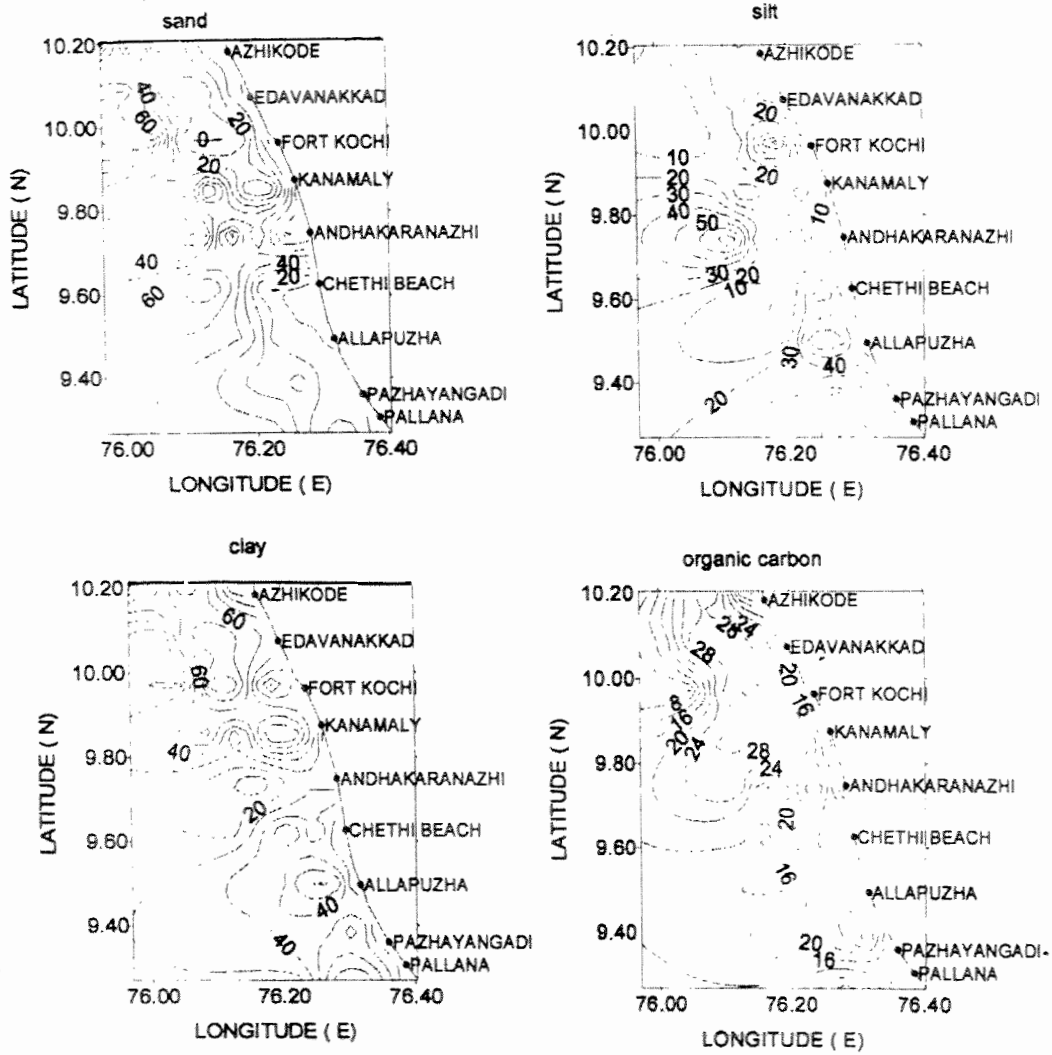 sand
10.20
10.00
9.80
9.60
9.40
LATITUDE ( N)
76.00 76.20 76.40
LONGITUDE ( E)
AZHIKODE
EDAVANAKKAD
FORT KOCHI
KANAMALY
ANDHAKARANAZHI
CHETHI BEACH
ALLAPUZHA
PAZHAYANGADI
PALLANA
40
60
20
0
20
40
60
40
20
silt
10.20
10.00
9.80
9.60
9.40
LATITUDE ( N)
76.00 76.20 76.40
LONGITUDE ( E)
AZHIKODE
EDAVANAKKAD
FORT KOCHI
KANAMALY
ANDHAKARANAZHI
CHETHI BEACH
ALLAPUZHA
PAZHAYANGADI
PALLANA
20
10
20
30
40
50
20
10
30
20
10
30
40
20
clay
10.20
10.00
9.80
9.60
9.40
LATITUDE ( N)
76.00 76.20 76.40
LONGITUDE ( E)
AZHIKODE
EDAVANAKKAD
FORT KOCHI
KANAMALY
ANDHAKARANAZHI
CHETHI BEACH
ALLAPUZHA
PAZHAYANGADI
PALLANA
60
60
40
20
40
40
organic carbon
10.20
10.00
9.80
9.60
9.40
LATITUDE ( N)
76.00 76.20 76.40
LONGITUDE ( E)
AZHIKODE
EDAVANAKKAD
FORT KOCHI
KANAMALY
ANDHAKARANAZHI
CHETHI BEACH
ALLAPUZHA
PAZHAYANGADI
PALLANA
24
28
28
20
16
8
16
20
24
28
24
20
16
20
16